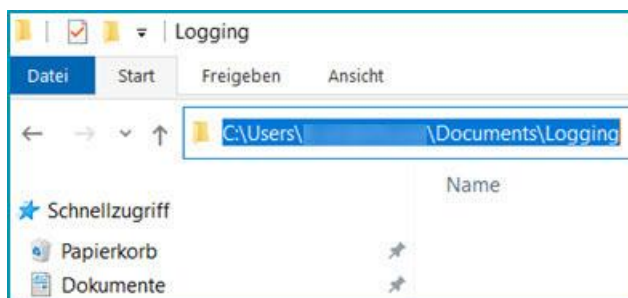 Logging
Datei Start Freigeben Ansicht
C:\Users\ \Documents\Logging
Name
Schnellzugriff
Papierkorb
Dokumente